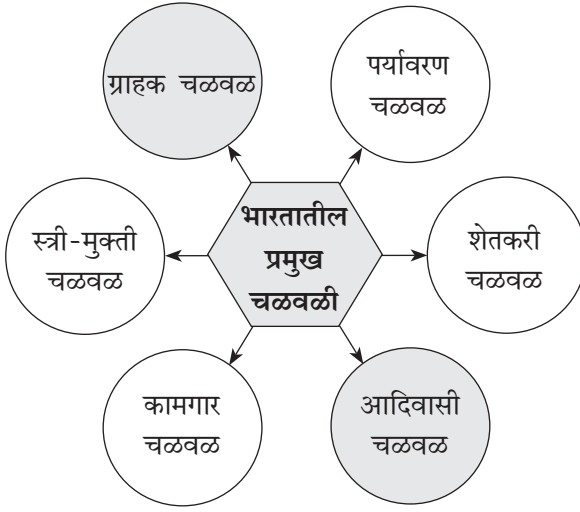 ग्राहक चळवळ
पर्यावरण
चळवळ
स्त्री-मुक्ती
चळवळ
भारतातील
प्रमुख
चळवळी
शेतकरी
चळवळ
कामगार
चळवळ
आदिवासी
चळवळ